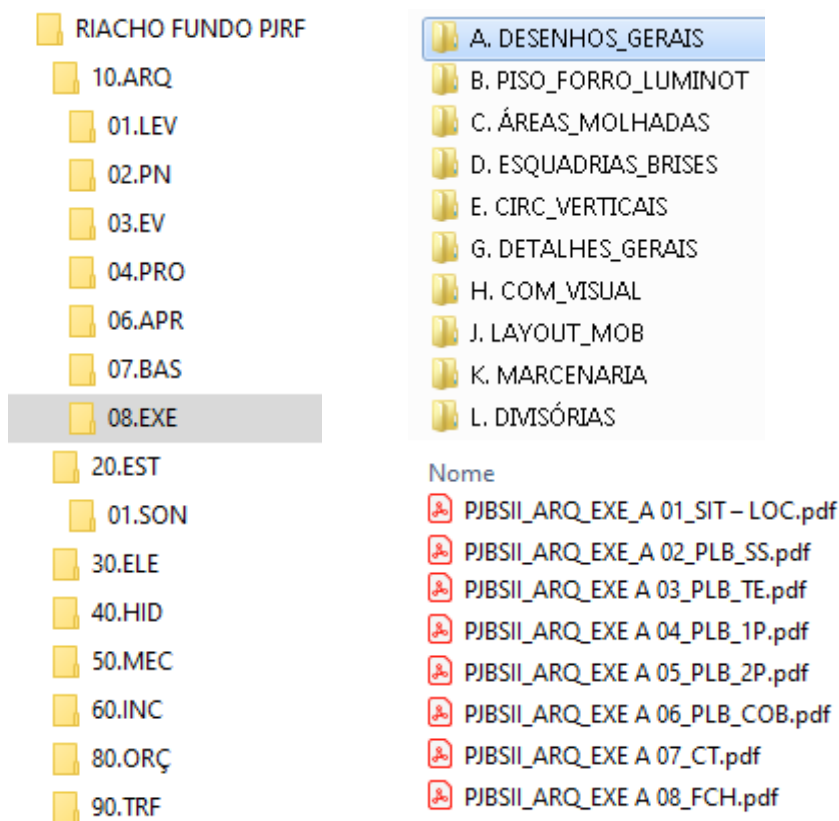 RIACHO FUNDO PJRF
10.ARQ
01.LEV
02.PN
03.EV
04.PRO
06.APR
07.BAS
08.EXE
20.EST
01.SON
30.ELE
40.HID
50.MEC
60.INC
80.ORÇ
90.TRF
A. DESENHOS_GERAIS
B. PISO_FORRO_LUMINOT
C. ÁREAS_MOLHADAS
D. ESQUADRIAS_BRISES
E. CIRC_VERTICAIS
G. DETALHES_GERAIS
H. COM_VISUAL
J. LAYOUT_MOB
K. MARCENARIA
L. DIVISÓRIAS
Nome
PJBSII_ARQ_EXE_A 01_SIT – LOC.pdf
PJBSII_ARQ_EXE_A 02_PLB_SS.pdf
PJBSII_ARQ_EXE A 03_PLB_TE.pdf
PJBSII_ARQ_EXE A 04_PLB_1P.pdf
PJBSII_ARQ_EXE A 05_PLB_2P.pdf
PJBSII_ARQ_EXE A 06_PLB_COB.pdf
PJBSII_ARQ_EXE A 07_CT.pdf
PJBSII_ARQ_EXE A 08_FCH.pdf